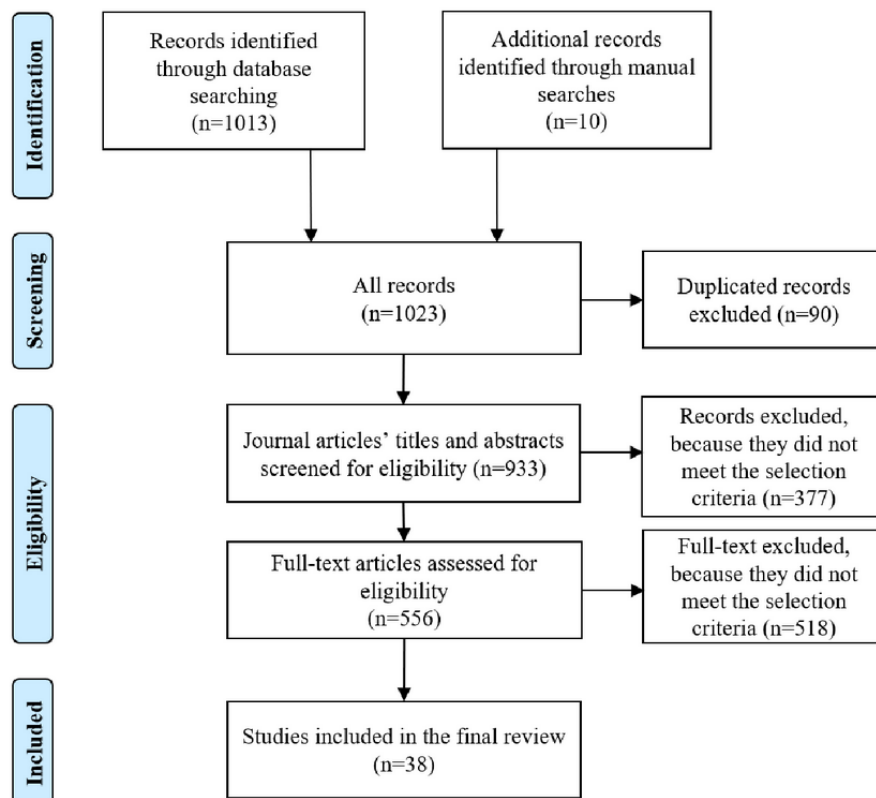 Identification
Records identified
through database
searching
(n=1013)
Additional records
identified through manual
searches
(n=10)
Screening
All records
(n=1023)
Duplicated records
excluded (n=90)
Eligibility
Journal articles’ titles and abstracts
screened for eligibility (n=933)
Records excluded,
because they did not
meet the selection
criteria (n=377)
Full-text articles assessed for
eligibility
(n=556)
Full-text excluded,
because they did not
meet the selection
criteria (n=518)
Included
Studies included in the final review
(n=38)